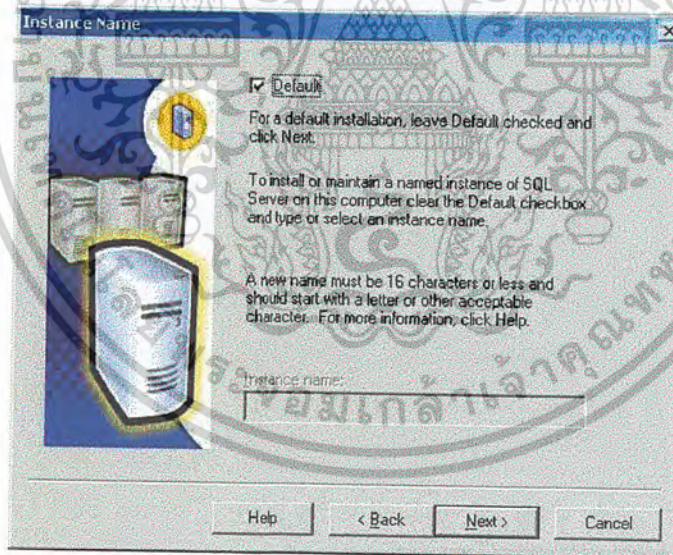 Instance Name
Default
For a default installation, leave Default checked and
click Next.
To install or maintain a named instance of SQL
Server on this computer clear the Default checkbox
and type or select an instance name.
A new name must be 16 characters or less and
should start with a letter or other acceptable
character. For more information, click Help.
Instance name:
Help
< Back
Next >
Cancel